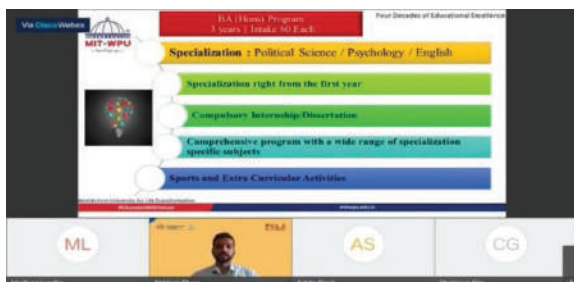 Via Cisco Webex
BA (Hons) Program
3 years | Intake 60 Each
Four Decades of Educational Excellence
MIT-WPU
Specialization : Political Science / Psychology / English
Specialization right from the first year
Compulsory Internship/Dissertation
Comprehensive program with a wide range of specialization
specific subjects
Sports and Extra Curricular Activities
ML
AS
CG